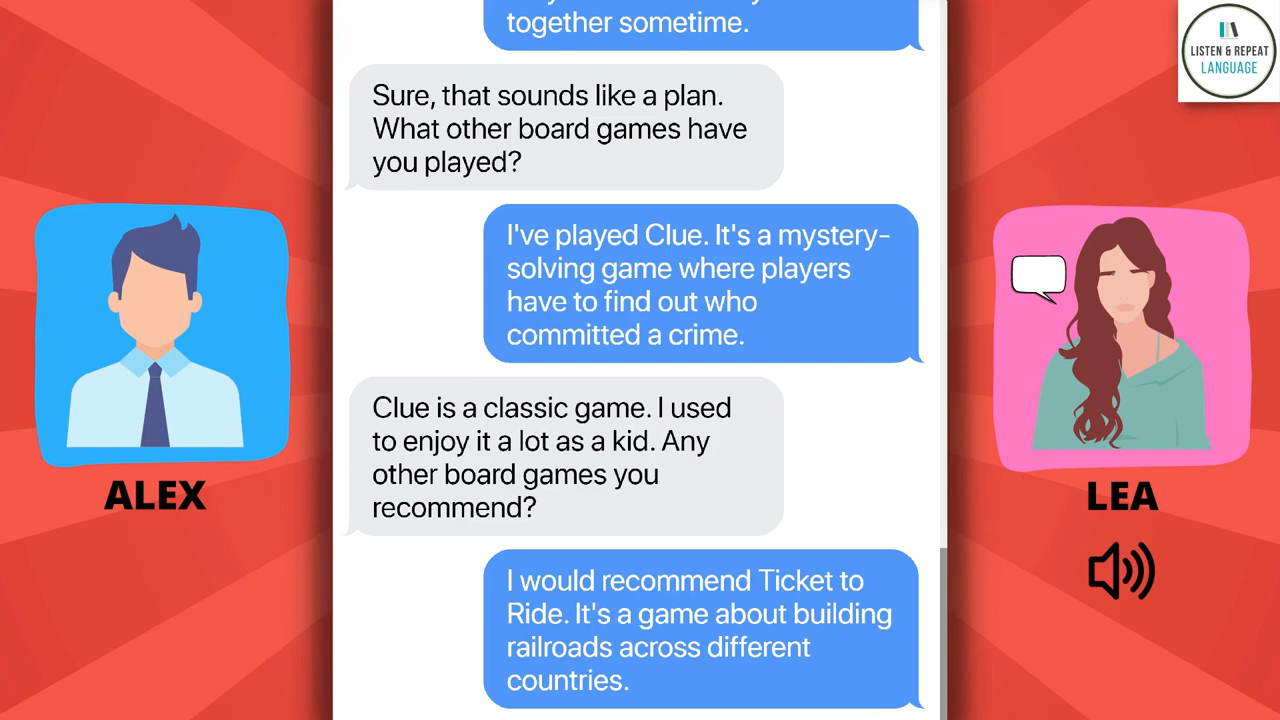 together sometime.
LISTEN & REPEAT
LANGUAGE
Sure, that sounds like a plan.
What other board games have
you played?
I've played Clue. It's a mystery-
solving game where players
have to find out who
committed a crime.
Clue is a classic game. I used
to enjoy it a lot as a kid. Any
other board games you
recommend?
ALEX
LEA
I would recommend Ticket to
Ride. It's a game about building
railroads across different
countries.